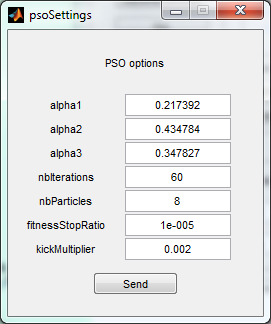 psoSettings
PSO options
alpha1 0.217392
alpha2 0.434784
alpha3 0.347827
nbIterations 60
nbParticles 8
fitnessStopRatio 1e-005
kickMultiplier 0.002
Send